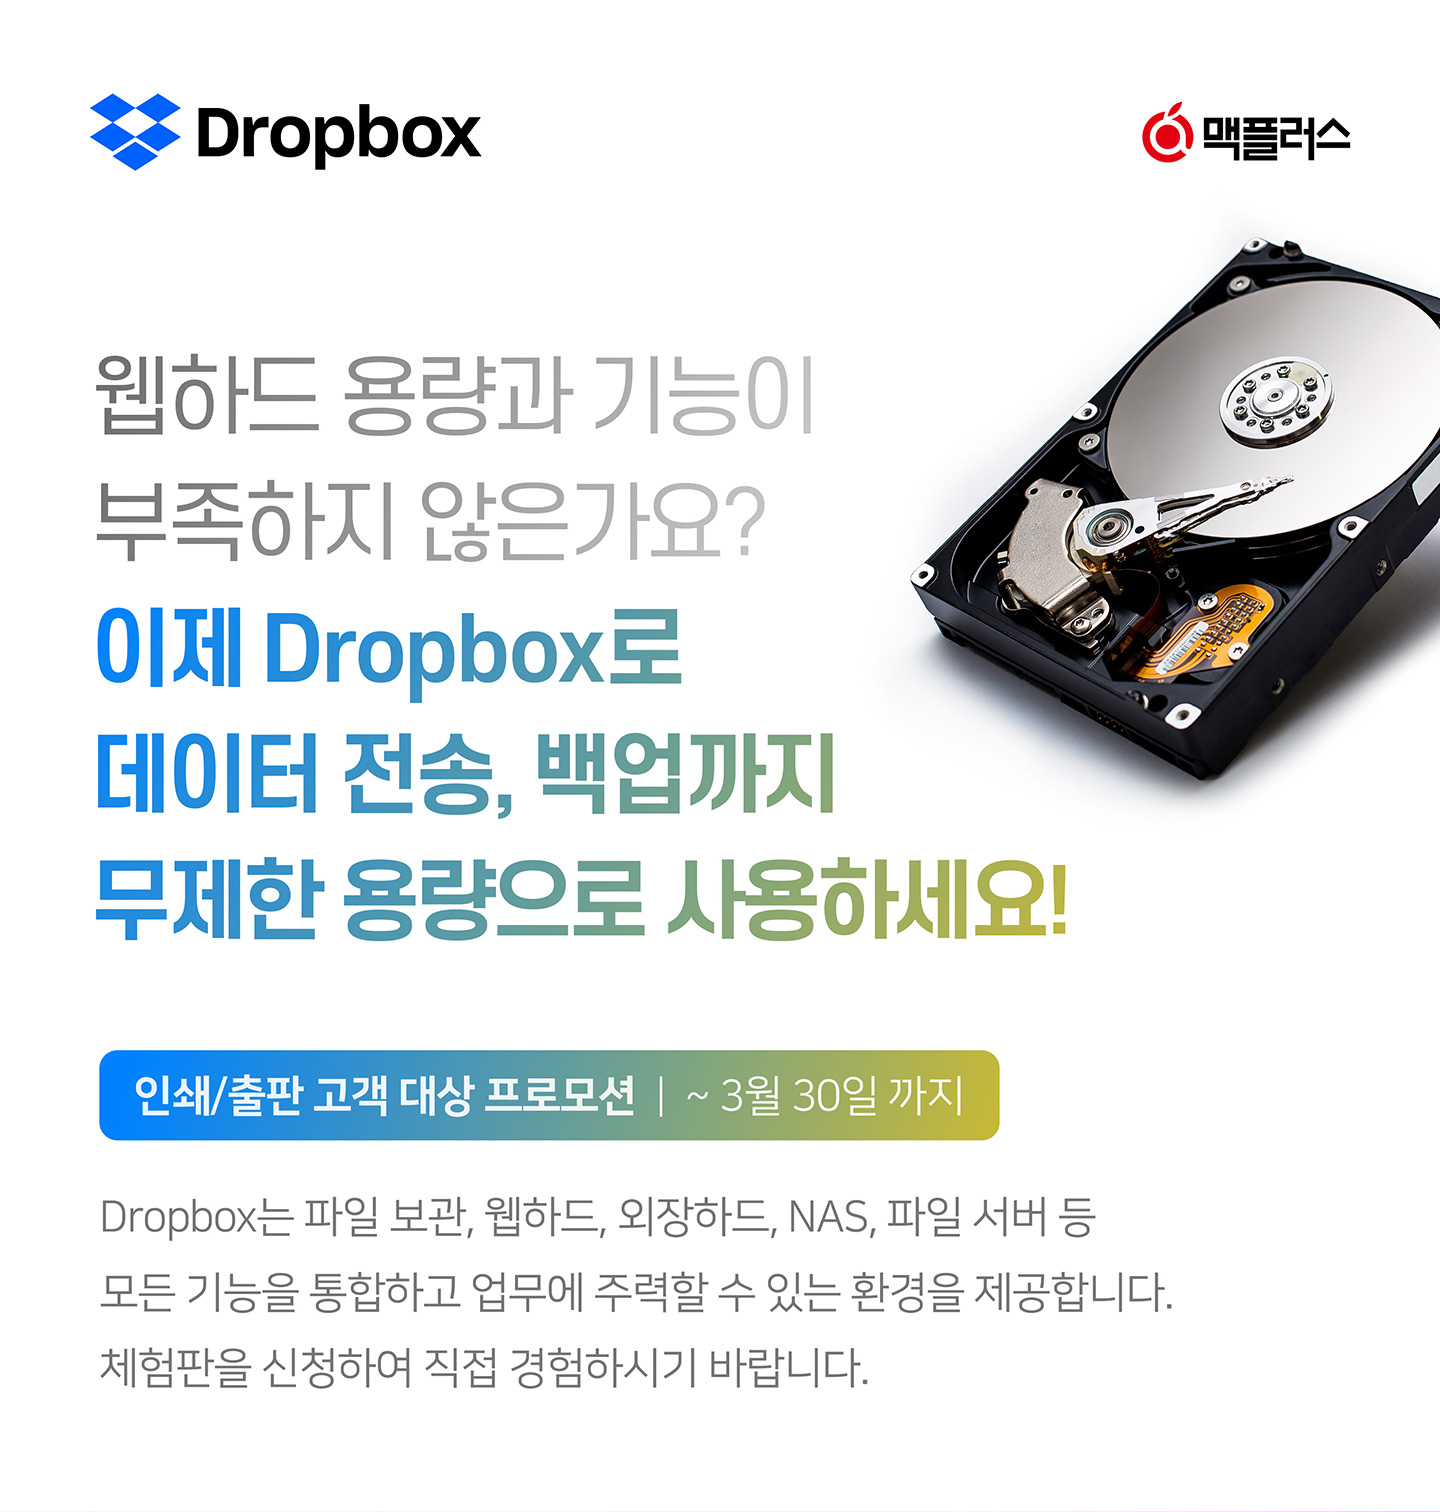 Dropbox
맥플러스
웹하드 용량과 기능이
부족하지 않은가요?
이제 Dropbox로
데이터 전송, 백업까지
무제한 용량으로 사용하세요!
인쇄/출판 고객 대상 프로모션 | ~ 3월 30일 까지
Dropbox는 파일 보관, 웹하드, 외장하드, NAS, 파일 서버 등
모든 기능을 통합하고 업무에 주력할 수 있는 환경을 제공합니다.
체험판을 신청하여 직접 경험하시기 바랍니다.